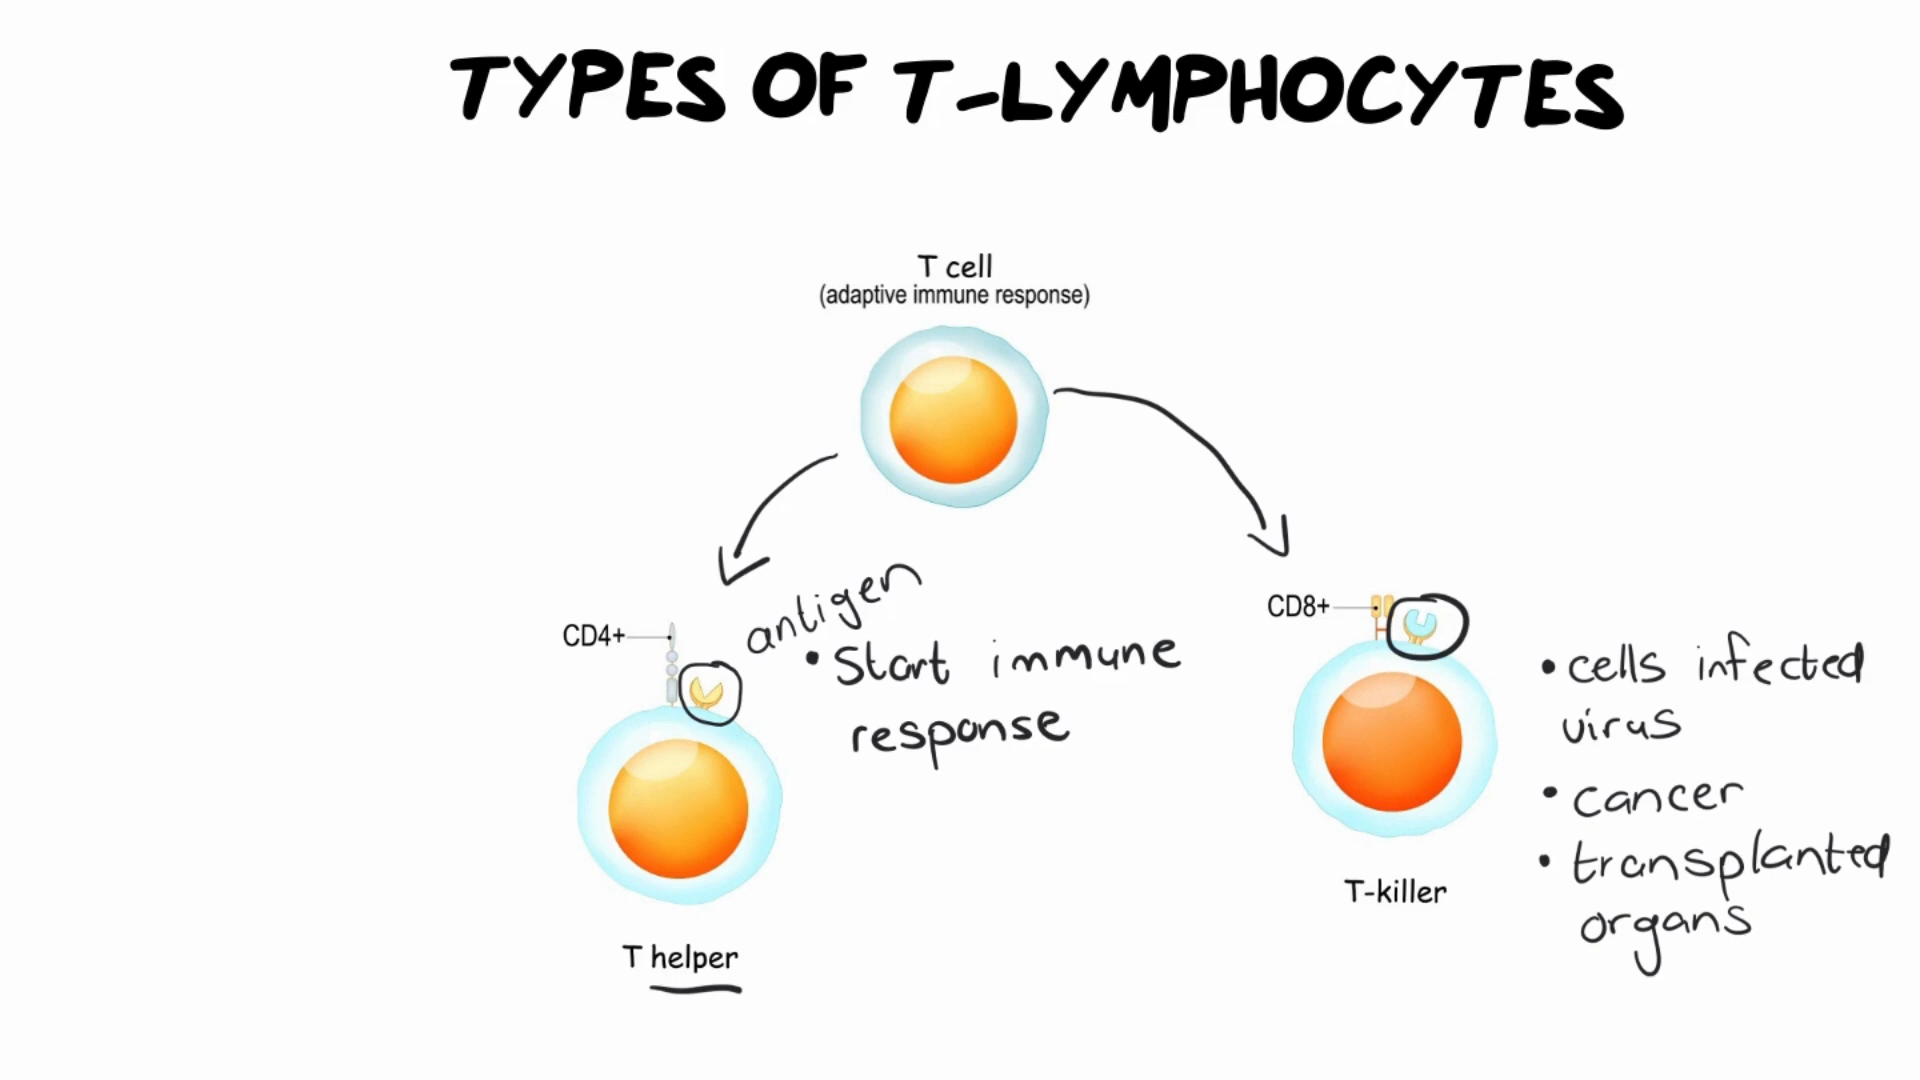 TYPES OF T-LYMPHOCYTES
T cell
(adaptive immune response)
CD4+
antigen
• Start immune
response
T helper
CD8+
• cells infected
virus
• cancer
• transplanted
organs
T-killer